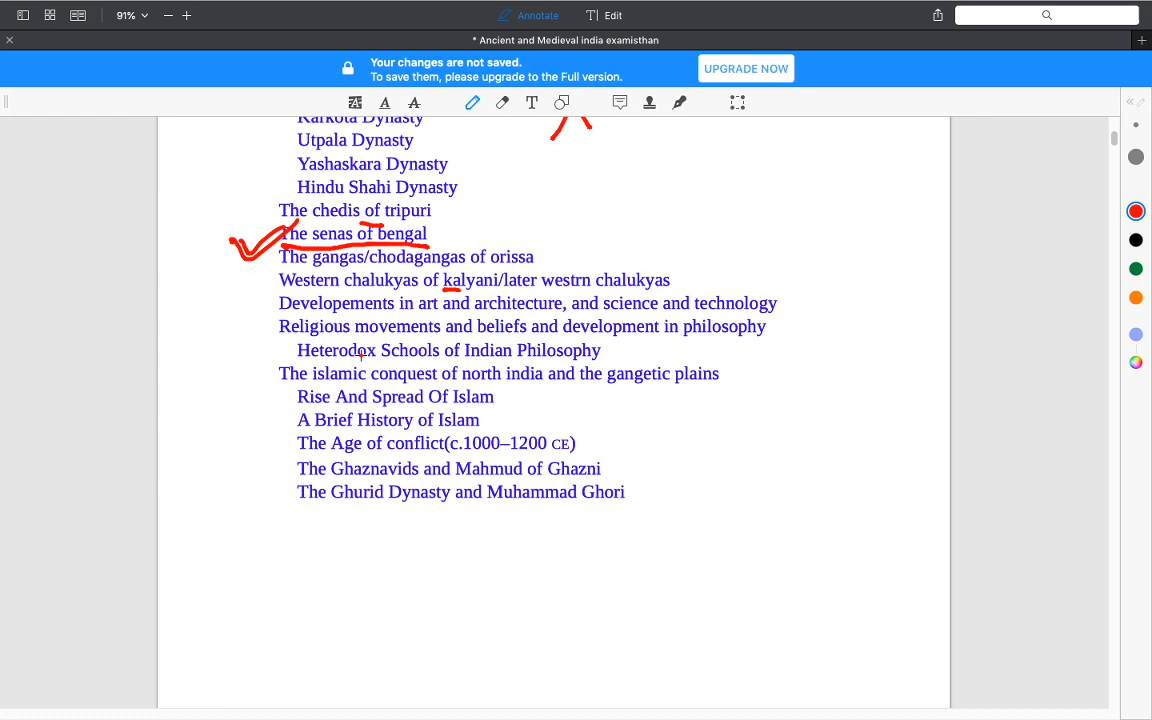 91%
Annotate
Edit
* Ancient and Medieval india examisthan
Your changes are not saved.
To save them, please upgrade to the Full version.
UPGRADE NOW
A A A T
Karkota Dynasty
Utpala Dynasty
Yashaskara Dynasty
Hindu Shahi Dynasty
The chedis of tripuri
The senas of bengal
The gangas/chodagangas of orissa
Western chalukyas of kalyani/later westrn chalukyas
Developements in art and architecture, and science and technology
Religious movements and beliefs and development in philosophy
Heterodox Schools of Indian Philosophy
The islamic conquest of north india and the gangetic plains
Rise And Spread Of Islam
A Brief History of Islam
The Age of conflict(c.1000–1200 CE)
The Ghaznavids and Mahmud of Ghazni
The Ghurid Dynasty and Muhammad Ghori